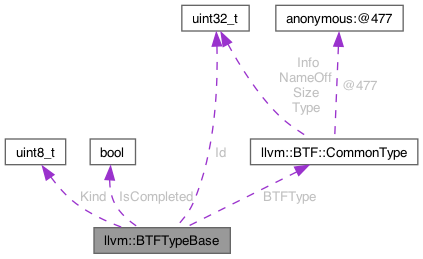 uint32_t
anonymous:@477
Info
NameOff
Size
Type
@477
uint8_t
bool
Id
llvm::BTF::CommonType
Kind
IsCompleted
BTFType
llvm::BTFTypeBase